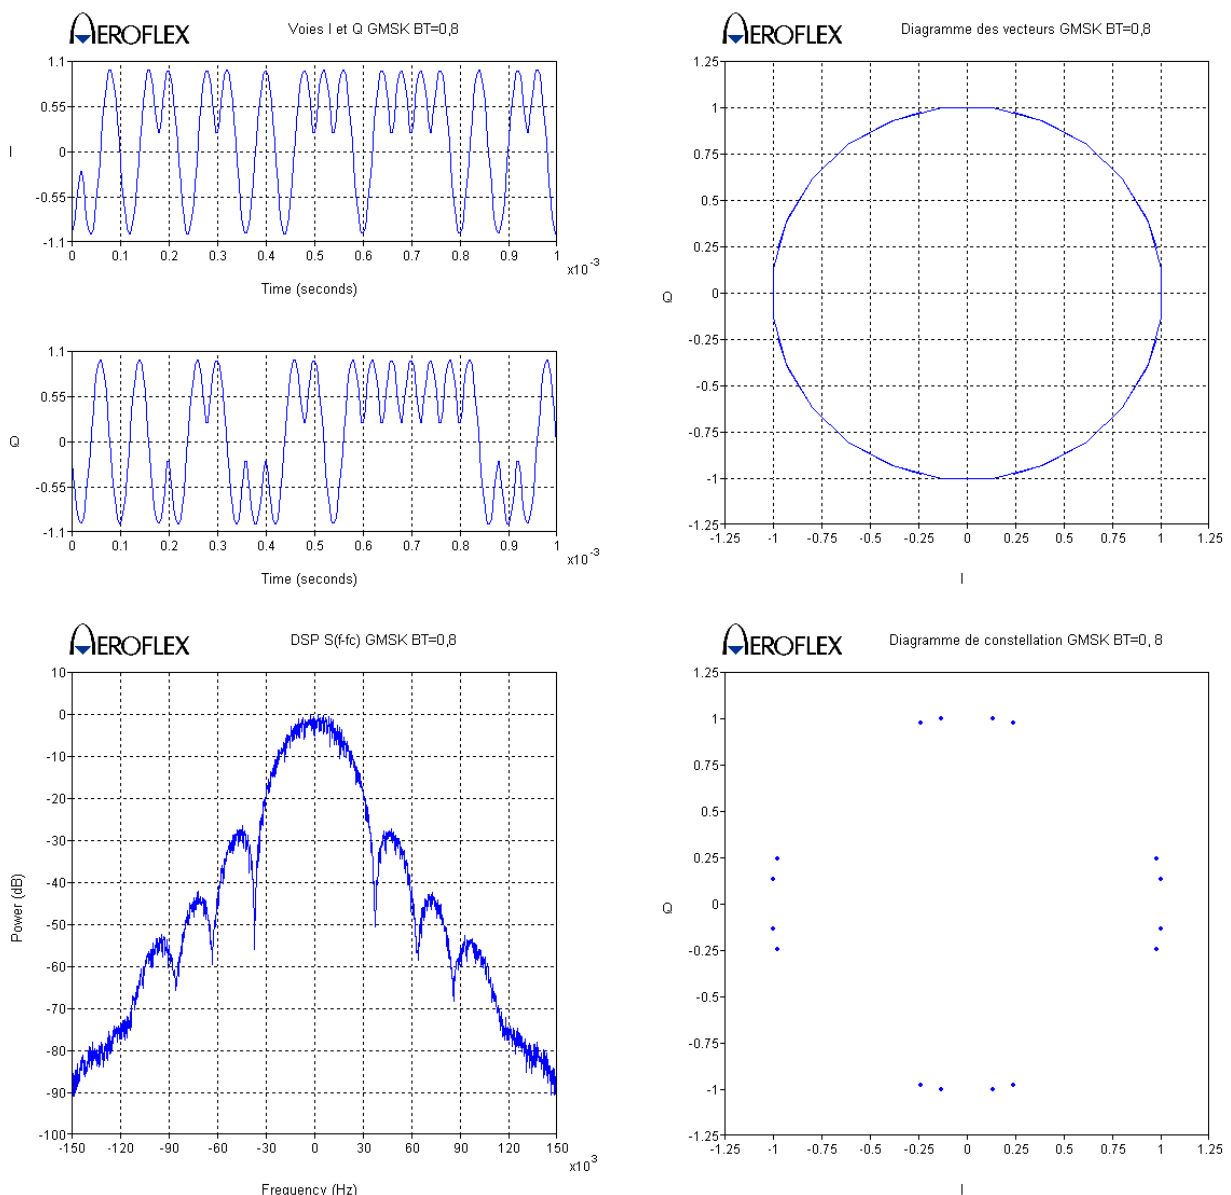 AEROFLEX
Voies I et Q GMSK BT=0,8
1.1
0.55
0
-0.55
-1.1
I
0 0.1 0.2 0.3 0.4 0.5 0.6 0.7 0.8 0.9 1
x10-3
Time (seconds)
1.1
0.55
0
-0.55
-1.1
Q
0 0.1 0.2 0.3 0.4 0.5 0.6 0.7 0.8 0.9 1
x10-3
Time (seconds)
AEROFLEX
Diagramme des vecteurs GMSK BT=0,8
1.25
1
0.75
0.5
0.25
0
-0.25
-0.5
-0.75
-1
-1.25
Q
-1.25 -1 -0.75 -0.5 -0.25 0 0.25 0.5 0.75 1 1.25
I
AEROFLEX
DSP S(f-fc) GMSK BT=0,8
10
0
-10
-20
-30
-40
-50
-60
-70
-80
-90
-100
Power (dB)
-150 -120 -90 -60 -30 0 30 60 90 120 150
x103
Frequency (Hz)
AEROFLEX
Diagramme de constellation GMSK BT=0, 8
1.25
1
0.75
0.5
0.25
0
-0.25
-0.5
-0.75
-1
-1.25
Q
-1.25 -1 -0.75 -0.5 -0.25 0 0.25 0.5 0.75 1 1.25
I